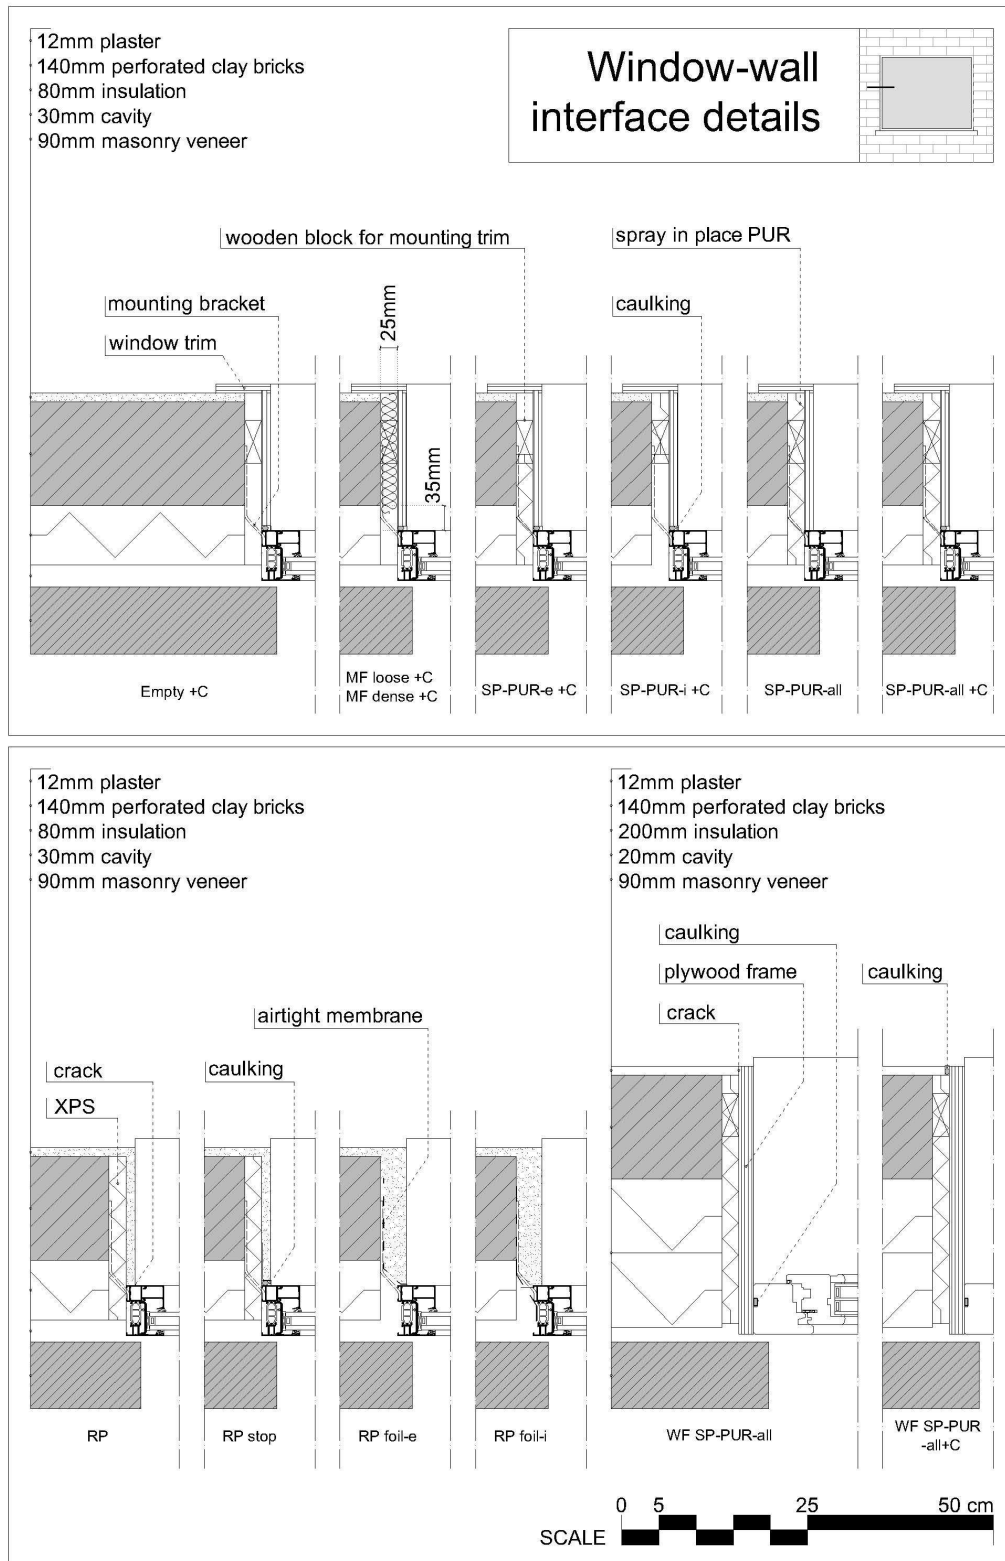 12mm plaster
140mm perforated clay bricks
80mm insulation
30mm cavity
90mm masonry veneer
Window-wall
interface details
wooden block for mounting trim
spray in place PUR
mounting bracket
25mm
caulking
window trim
35mm
Empty +C
MF loose +C
MF dense +C
SP-PUR-e +C
SP-PUR-i +C
SP-PUR-all
SP-PUR-all +C
12mm plaster
140mm perforated clay bricks
80mm insulation
30mm cavity
90mm masonry veneer
12mm plaster
140mm perforated clay bricks
200mm insulation
20mm cavity
90mm masonry veneer
caulking
plywood frame
caulking
crack
airtight membrane
crack
caulking
XPS
RP
RP stop
RP foil-e
RP foil-i
WF SP-PUR-all
WF SP-PUR
-all+C
0 5 25 50 cm
SCALE